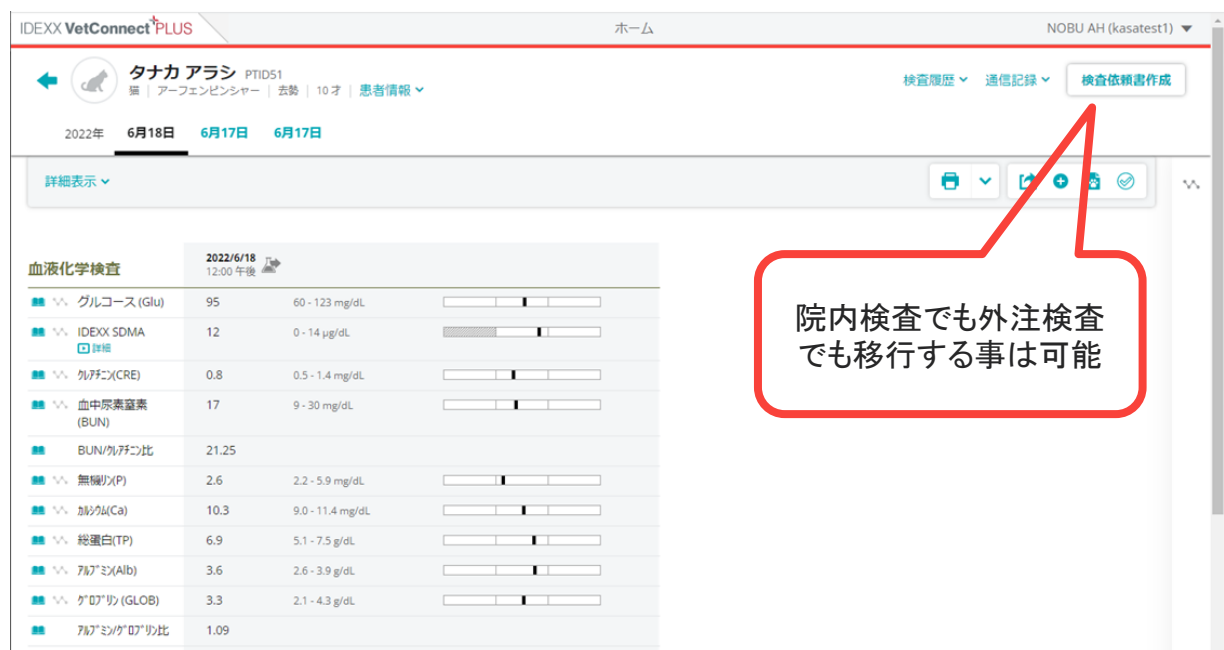 IDEXX VetConnect PLUS ホーム NOBU AH (kasatest1)
タナカ アラシ PTID51
猫 | アーフェンピンシャー | 去勢 | 10才 | 患者情報
検査履歴 通信記録 検査依頼書作成
2022年 6月18日 6月17日 6月17日
詳細表示
血液化学検査 2022/6/18
12:00 午後
グルコース (Glu) 95 60 - 123 mg/dL
IDEXX SDMA 12 0 - 14 µg/dL
詳細
ｸﾚｱﾁﾆﾝ(CRE) 0.8 0.5 - 1.4 mg/dL
血中尿素窒素 17 9 - 30 mg/dL
(BUN)
BUN/ｸﾚｱﾁﾆﾝ比 21.25
無機ﾘﾝ(P) 2.6 2.2 - 5.9 mg/dL
ｶﾙｼｳﾑ(Ca) 10.3 9.0 - 11.4 mg/dL
総蛋白(TP) 6.9 5.1 - 7.5 g/dL
ｱﾙﾌﾞﾐﾝ(Alb) 3.6 2.6 - 3.9 g/dL
ｸﾞﾛﾌﾞﾘﾝ (GLOB) 3.3 2.1 - 4.3 g/dL
ｱﾙﾌﾞﾐﾝ/ｸﾞﾛﾌﾞﾘﾝ比 1.09
院内検査でも外注検査
でも移行する事は可能